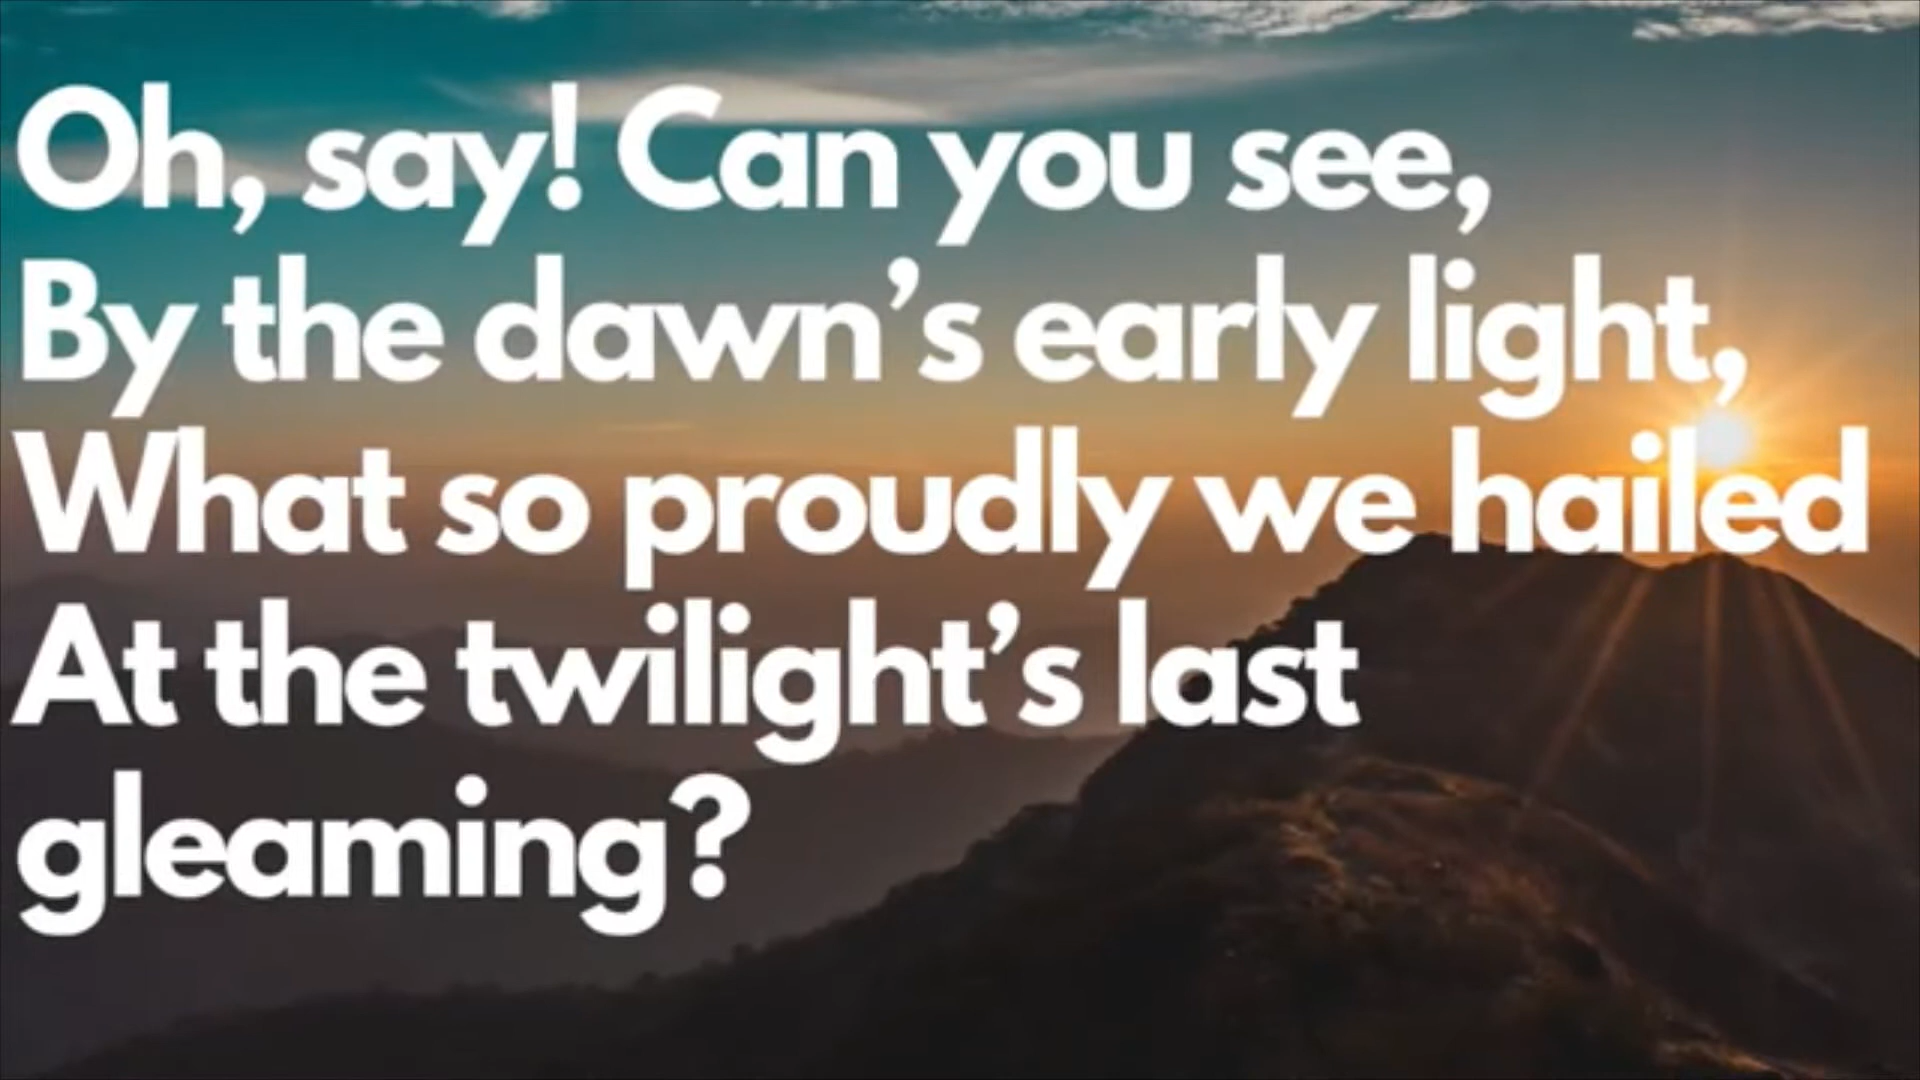 Oh, say! Can you see,
By the dawn’s early light,
What so proudly we hailed
At the twilight’s last
gleaming?